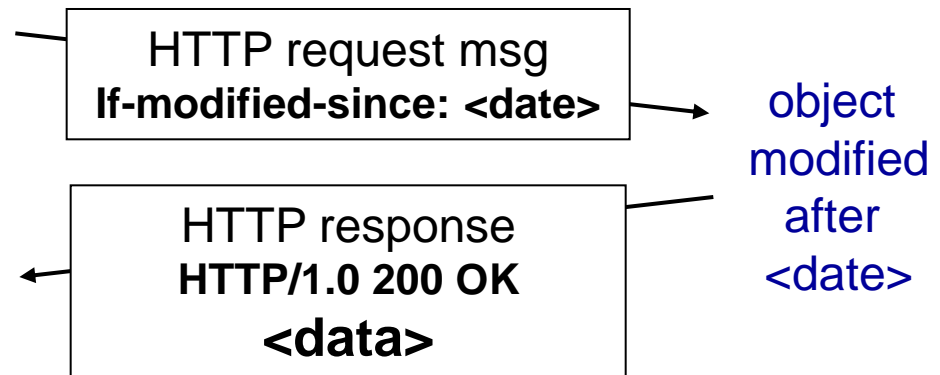 HTTP request msg
If-modified-since: <date>
object
modified
after
<date>
HTTP response
HTTP/1.0 200 OK
<data>